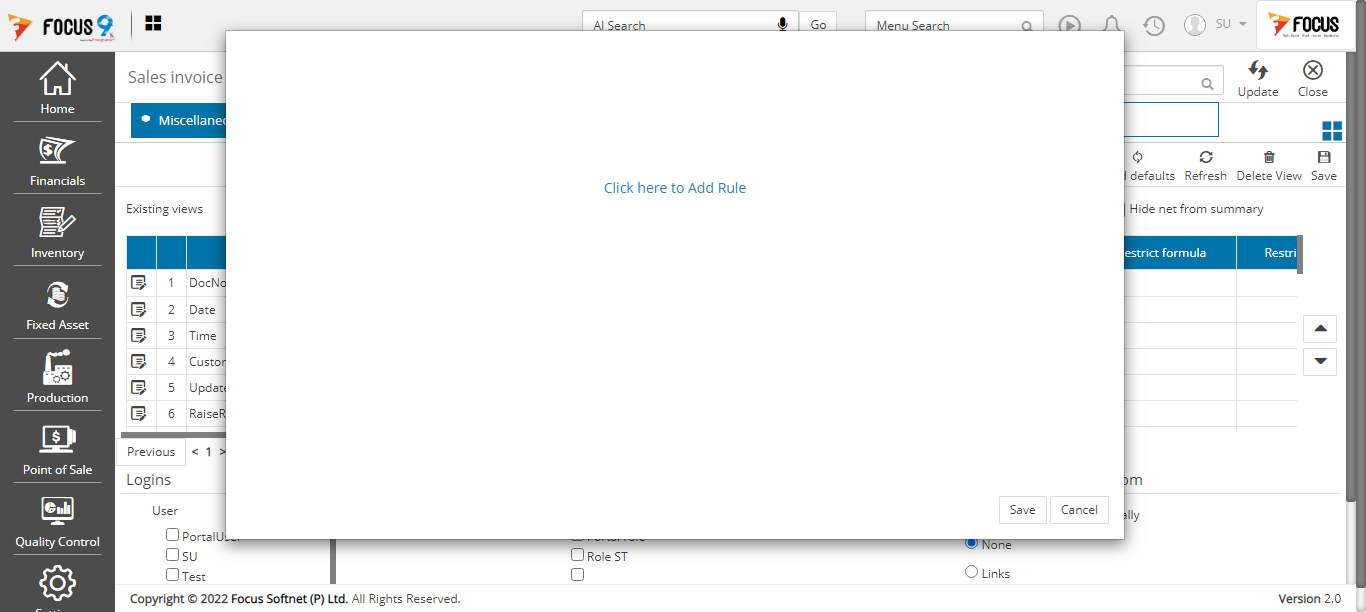 FOCUS 9
AI Search
Go
Menu Search
SU
FOCUS
Home
Financials
Inventory
Fixed Asset
Production
Point of Sale
Quality Control
Sales invoice
Update
Close
Miscellaneo
d defaults
Refresh
Delete View
Save
Existing views
Hide net from summary
estrict formula
Restri
1 DocNo
2 Date
3 Time
4 Custor
5 Update
6 RaiseR
Previous < 1 >
Click here to Add Rule
Save
Cancel
Logins
om
User
ally
PortalUser
SU
Test
Role ST
None
Links
Copyright © 2022 Focus Softnet (P) Ltd. All Rights Reserved.
Version 2.0